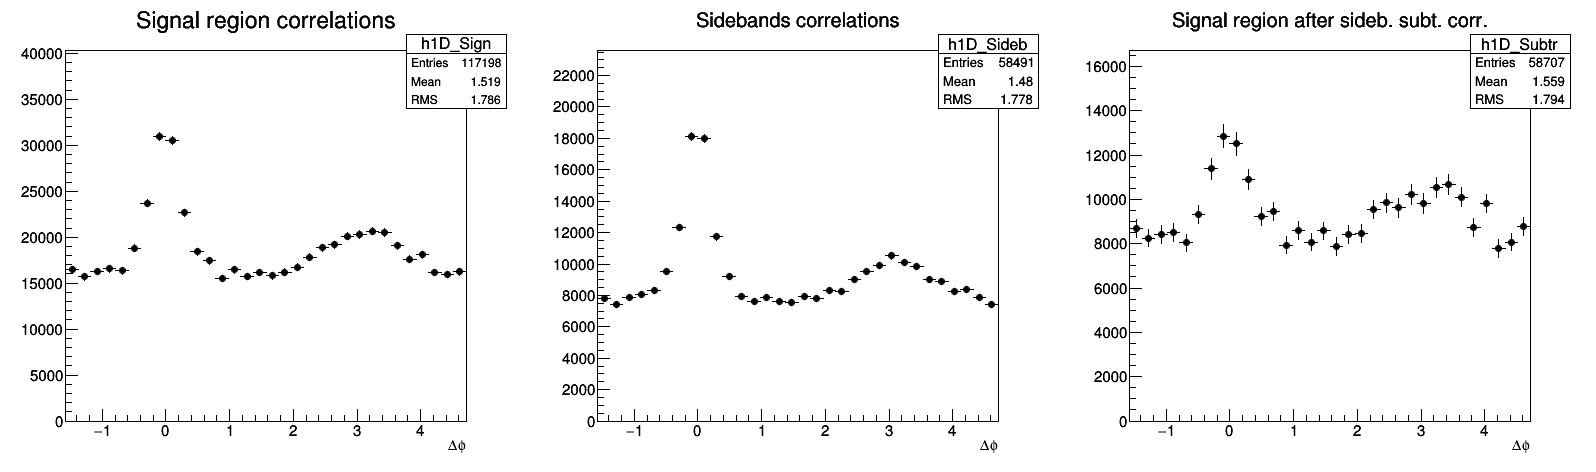 Signal region correlations
h1D_Sign
Entries 117198
Mean 1.519
RMS 1.786
40000
35000
30000
25000
20000
15000
10000
5000
0
−1 0 1 2 3 4
Δϕ
Sidebands correlations
h1D_Sideb
Entries 58491
Mean 1.48
RMS 1.778
22000
20000
18000
16000
14000
12000
10000
8000
6000
4000
2000
0
−1 0 1 2 3 4
Δϕ
Signal region after sideb. subt. corr.
h1D_Subtr
Entries 58707
Mean 1.559
RMS 1.794
16000
14000
12000
10000
8000
6000
4000
2000
0
−1 0 1 2 3 4
Δϕ